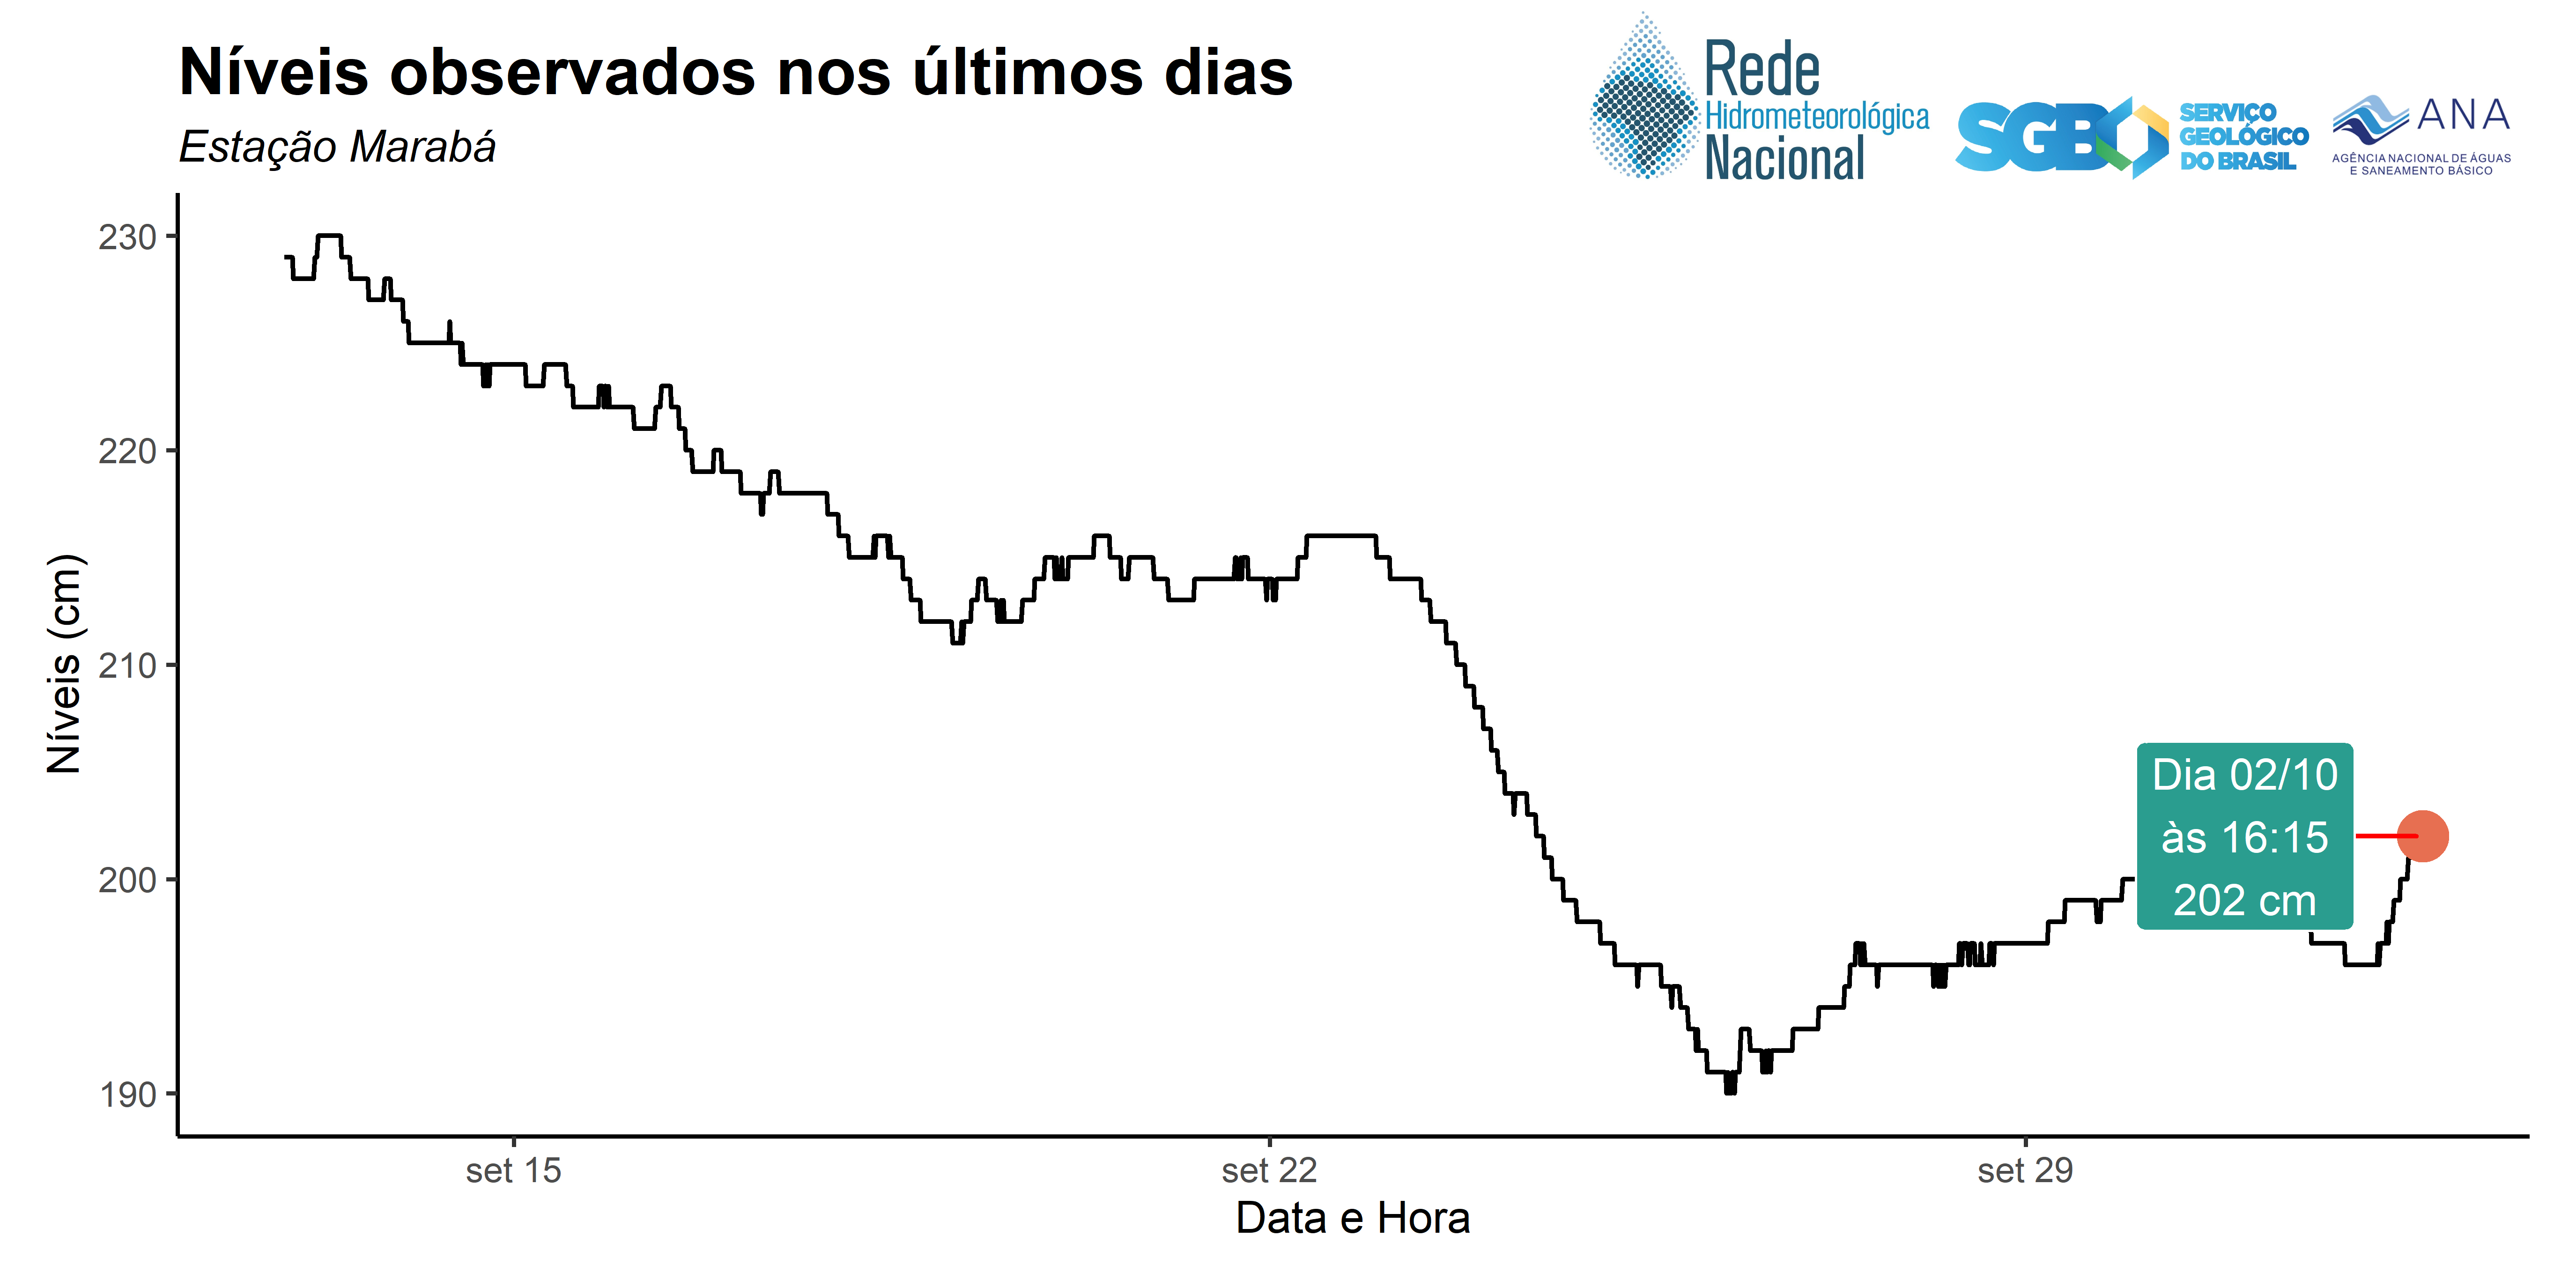 Níveis observados nos últimos dias
Estação Marabá
Rede
Hidrometeorológica
Nacional
SGB
SERVIÇO
GEOLÓGICO
DO BRASIL
ANA
AGÊNCIA NACIONAL DE ÁGUAS
E SANEAMENTO BÁSICO
Níveis (cm)
230
220
210
200
190
Dia 02/10
às 16:15
202 cm
set 15
set 22
set 29
Data e Hora